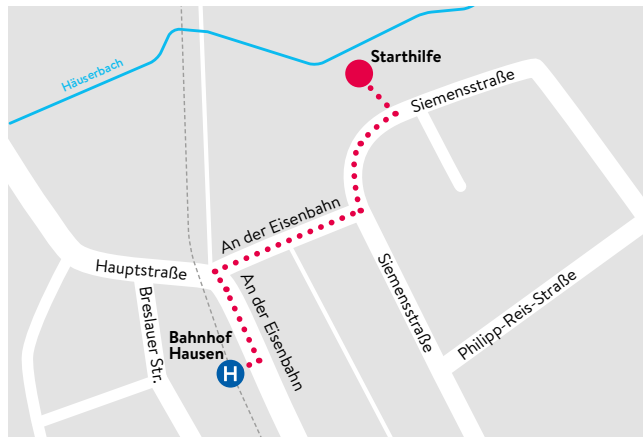 Häuserbach
Starthilfe
Siemensstraße
An der Eisenbahn
Hauptstraße
Breslauer Str.
An der Eisenbahn
Siemensstraße
Philipp-Reis-Straße
Bahnhof
Hausen
H